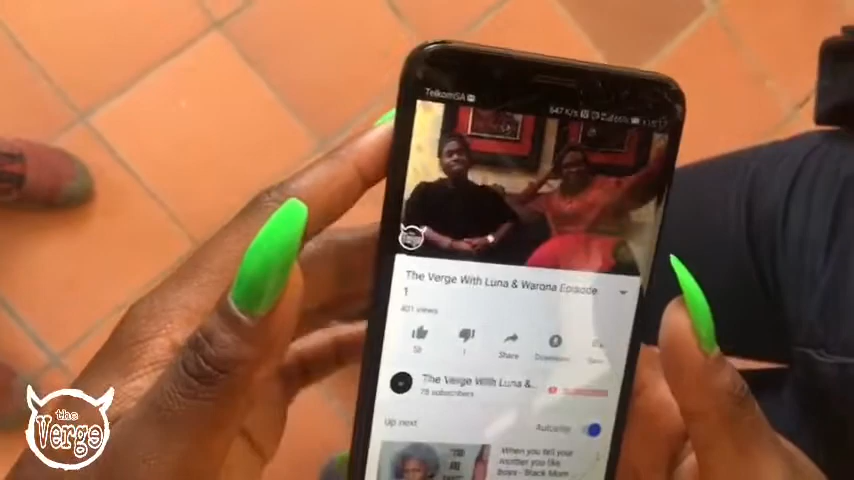 TelkomSA
The Verge With Luna & Warona Episode
1
401 views
Share
Download
The Verge With Luna &...
78 subscribers
Up next
Autoplay
When you tell your
mother you like
boys - Black Mom
the
Verge